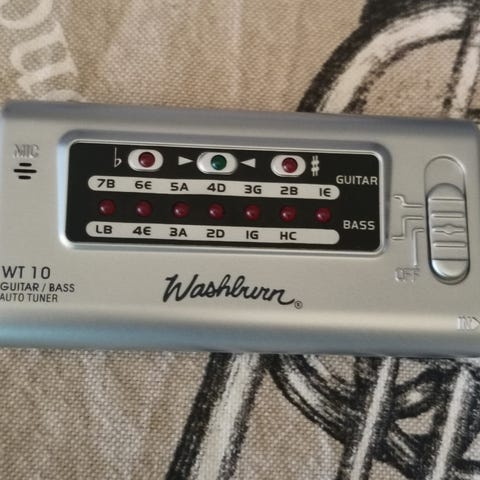 MIC
♭ ► ◄ ♯
7B 6E 5A 4D 3G 2B 1E GUITAR
LB 4E 3A 2D 1G HC BASS
OFF
WT 10
GUITAR / BASS
AUTO TUNER
Washburn®
IN